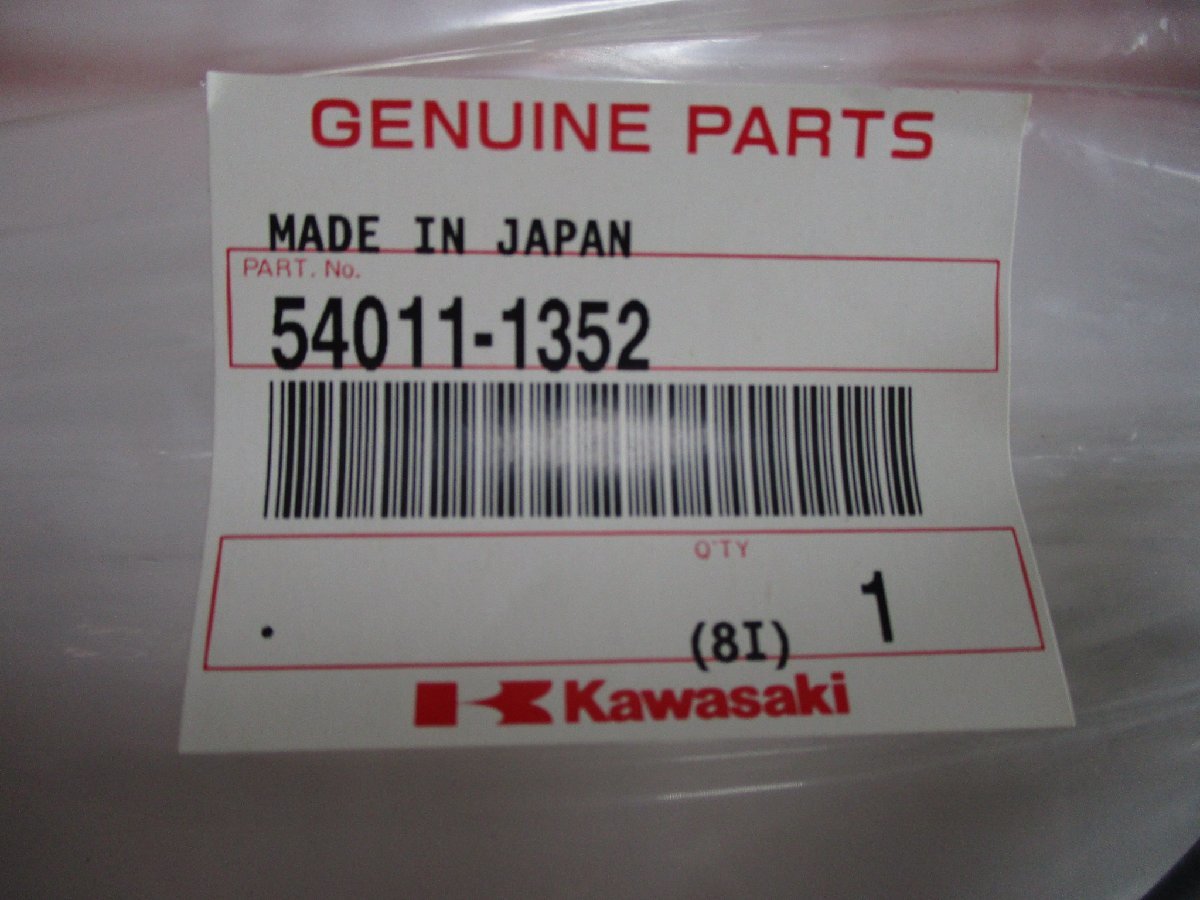 GENUINE PARTS
MADE IN JAPAN
PART. No.
54011-1352
Q'TY
. (8I) 1
Kawasaki